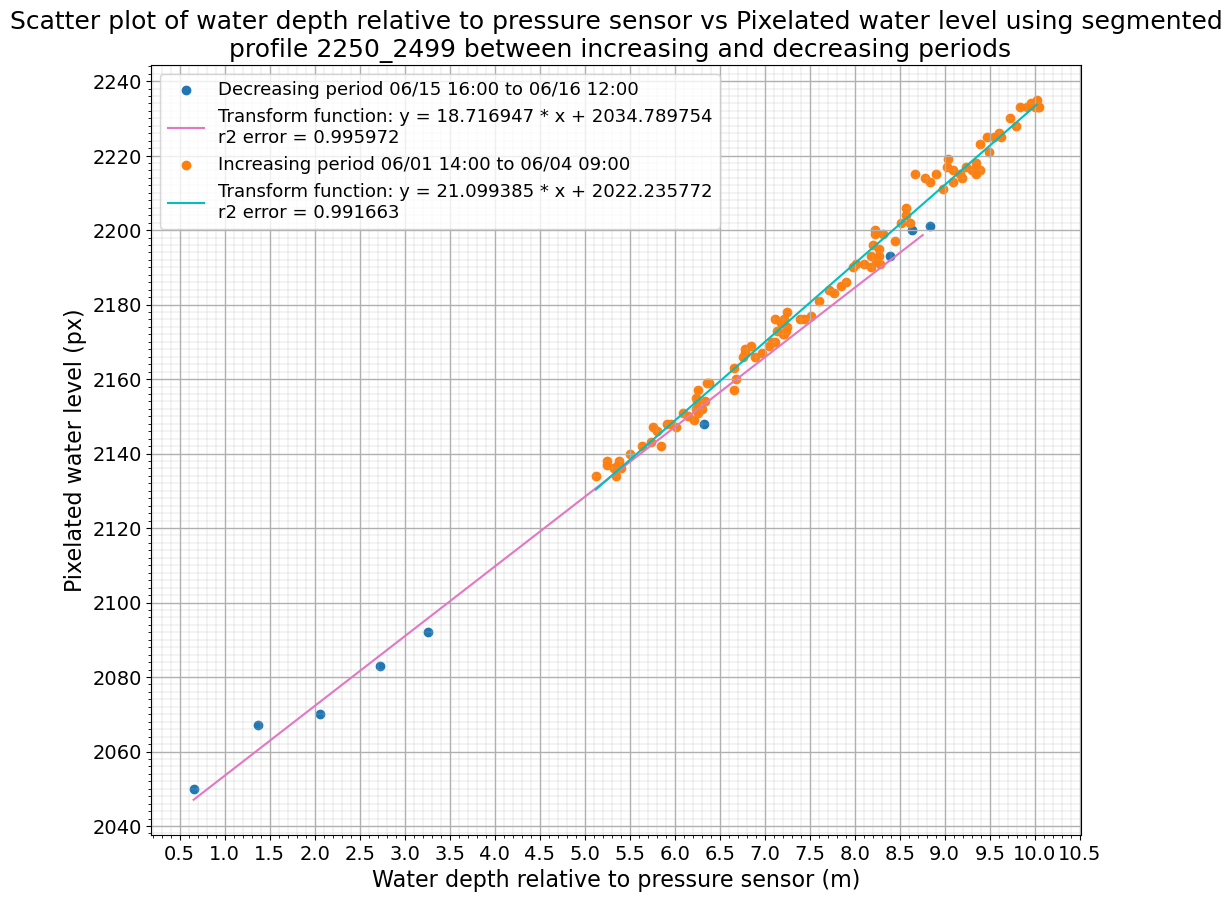 Scatter plot of water depth relative to pressure sensor vs Pixelated water level using segmented
profile 2250_2499 between increasing and decreasing periods
Decreasing period 06/15 16:00 to 06/16 12:00
Transform function: y = 18.716947 * x + 2034.789754
r2 error = 0.995972
Increasing period 06/01 14:00 to 06/04 09:00
Transform function: y = 21.099385 * x + 2022.235772
r2 error = 0.991663
Pixelated water level (px)
2240
2220
2200
2180
2160
2140
2120
2100
2080
2060
2040
0.5 1.0 1.5 2.0 2.5 3.0 3.5 4.0 4.5 5.0 5.5 6.0 6.5 7.0 7.5 8.0 8.5 9.0 9.5 10.0 10.5
Water depth relative to pressure sensor (m)